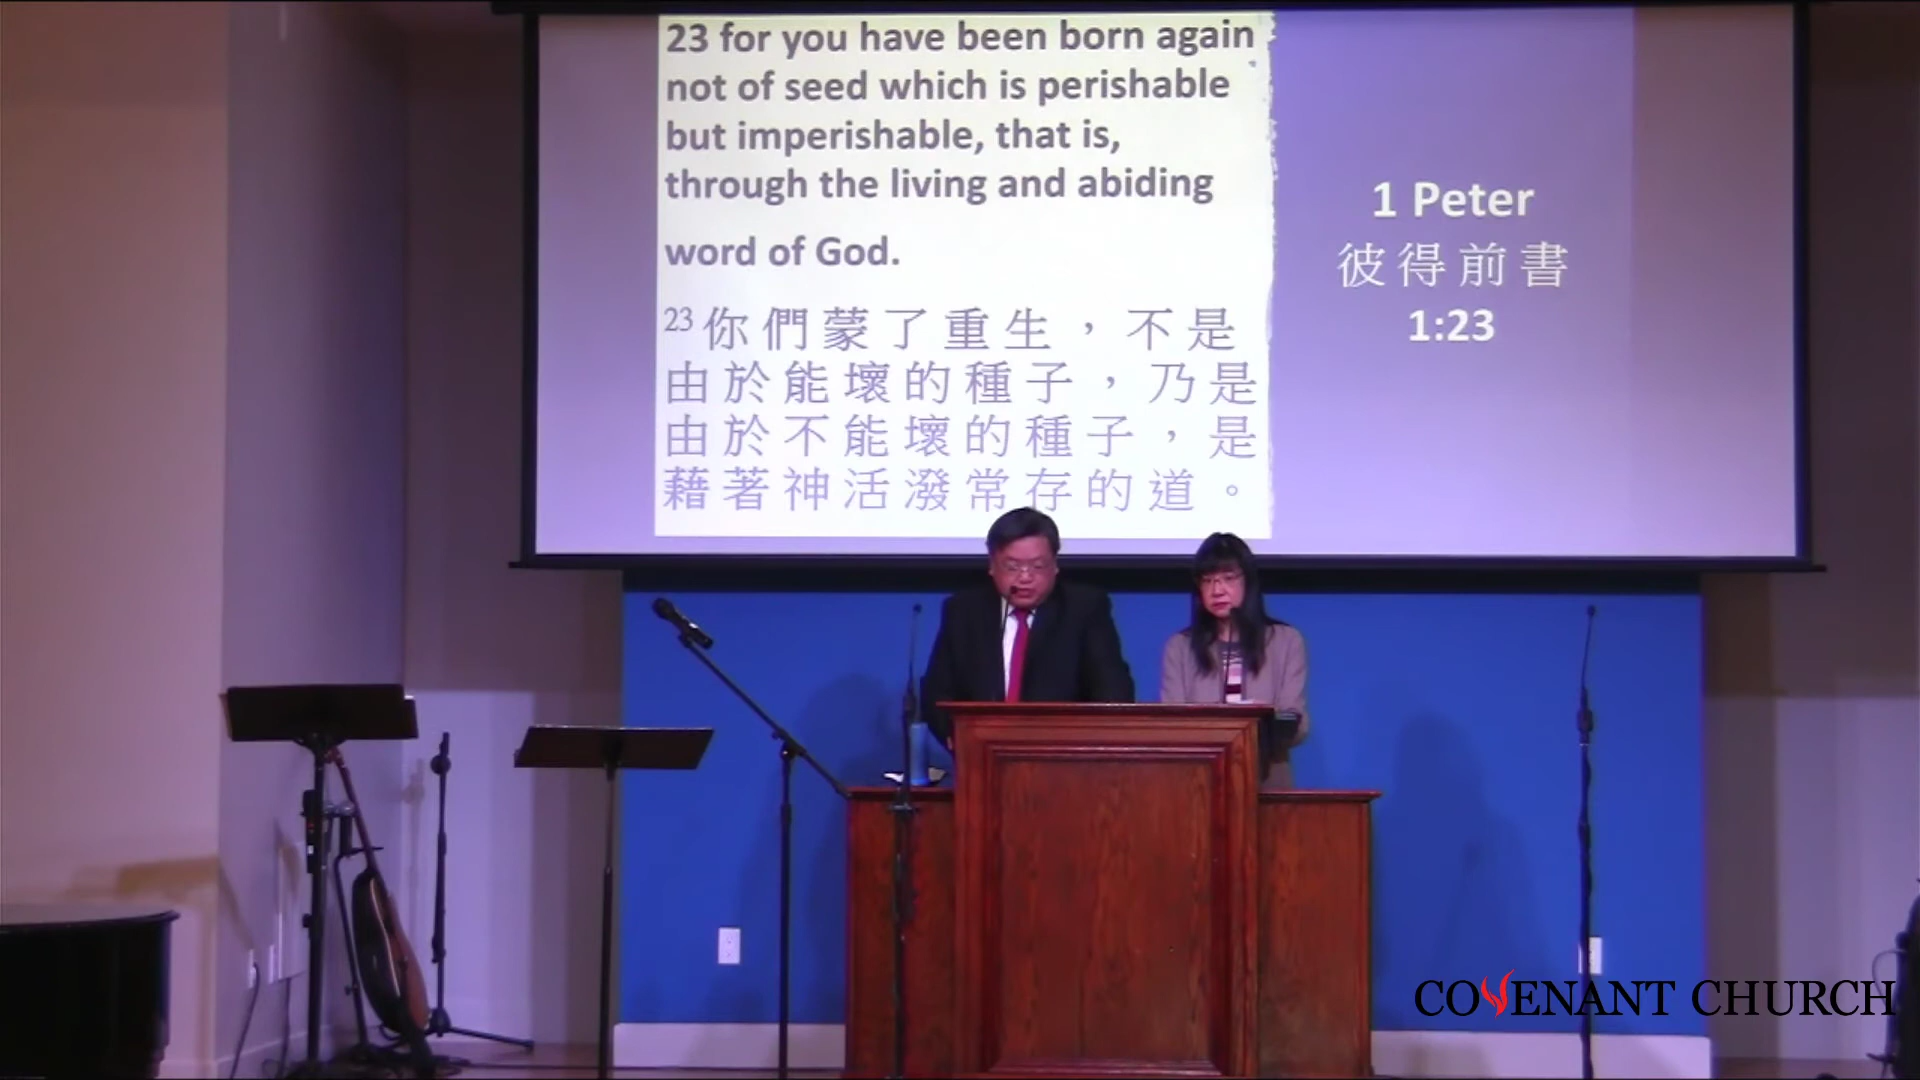 23 for you have been born again
not of seed which is perishable
but imperishable, that is,
through the living and abiding
word of God.
23你們蒙了重生，不是
由於能壞的種子，乃是
由於不能壞的種子，是
藉著神活潑常存的道。
1 Peter
彼得前書
1:23
COVENANT CHURCH